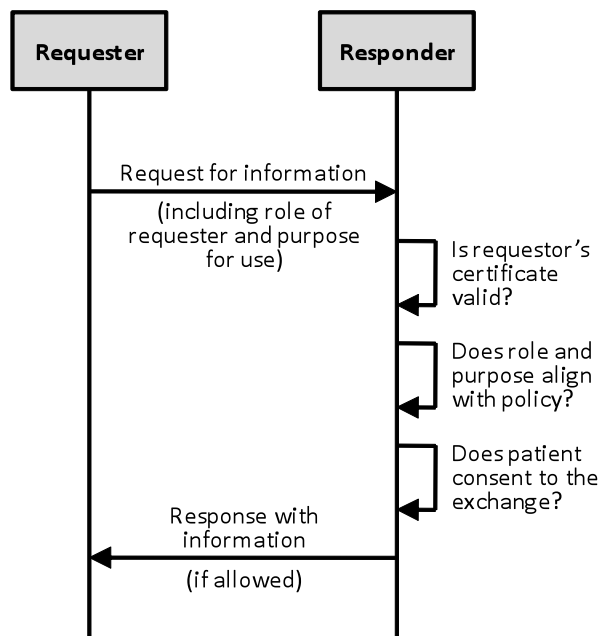 Requester
Responder
Request for information
(including role of
requester and purpose
for use)
Is requestor’s
certificate
valid?
Does role and
purpose align
with policy?
Does patient
consent to the
exchange?
Response with
information
(if allowed)